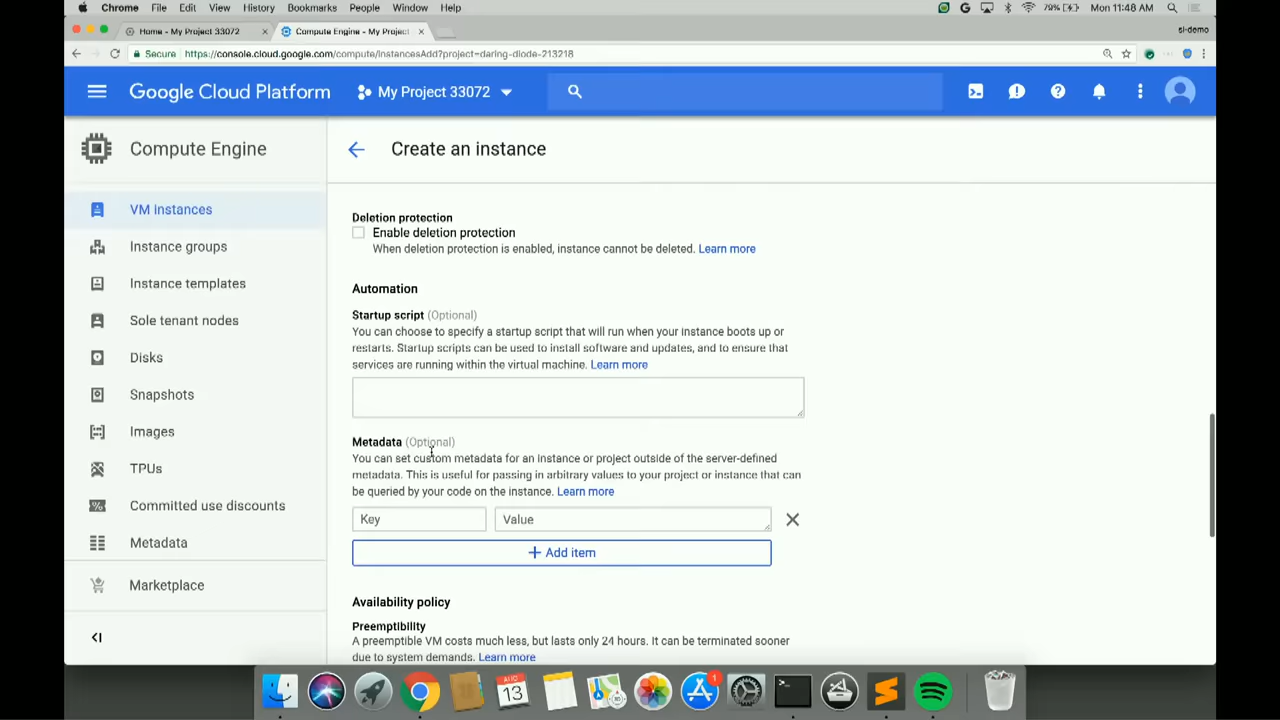 Chrome File Edit View History Bookmarks People Window Help
79%
Mon 11:48 AM
Home - My Project 33072
Compute Engine - My Project
si-demo
Secure https://console.cloud.google.com/compute/instancesAdd?project=daring-diode-213218
Google Cloud Platform
My Project 33072
Compute Engine
Create an instance
VM instances
Instance groups
Instance templates
Sole tenant nodes
Disks
Snapshots
Images
TPUs
Committed use discounts
Metadata
Marketplace
Deletion protection
Enable deletion protection
When deletion protection is enabled, instance cannot be deleted. Learn more
Automation
Startup script (Optional)
You can choose to specify a startup script that will run when your instance boots up or
restarts. Startup scripts can be used to install software and updates, and to ensure that
services are running within the virtual machine. Learn more
Metadata (Optional)
You can set custom metadata for an instance or project outside of the server-defined
metadata. This is useful for passing in arbitrary values to your project or instance that can
be queried by your code on the instance. Learn more
Key
Value
+ Add item
Availability policy
Preemptibility
A preemptible VM costs much less, but lasts only 24 hours. It can be terminated sooner
due to system demands. Learn more
AUG
13
1